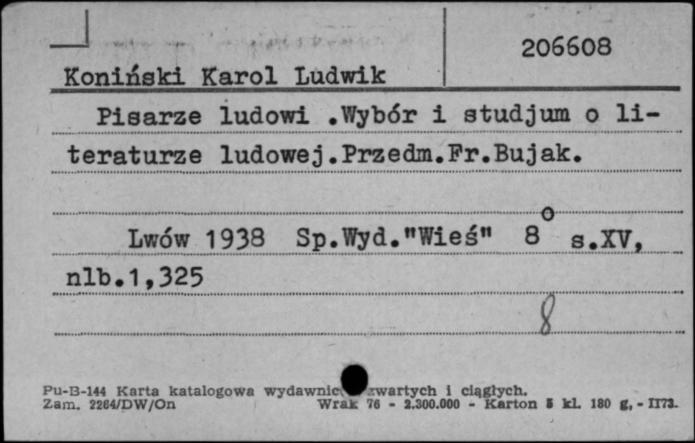 206608
Koniński Karol Ludwik
Pisarze ludowi .Wybór i studjum o li-
teraturze ludowej.Przedm.Fr.Bujak.
Lwów 1938 Sp.Wyd."Wieś" 8º s.XV,
nlb.1,325
8
Pu-B-144 Karta katalogowa wydawnic zwartych i ciągłych.
Zam. 2264/DW/On Wrak 76 - 2.300.000 - Karton 5 kl. 180 g, - II73.